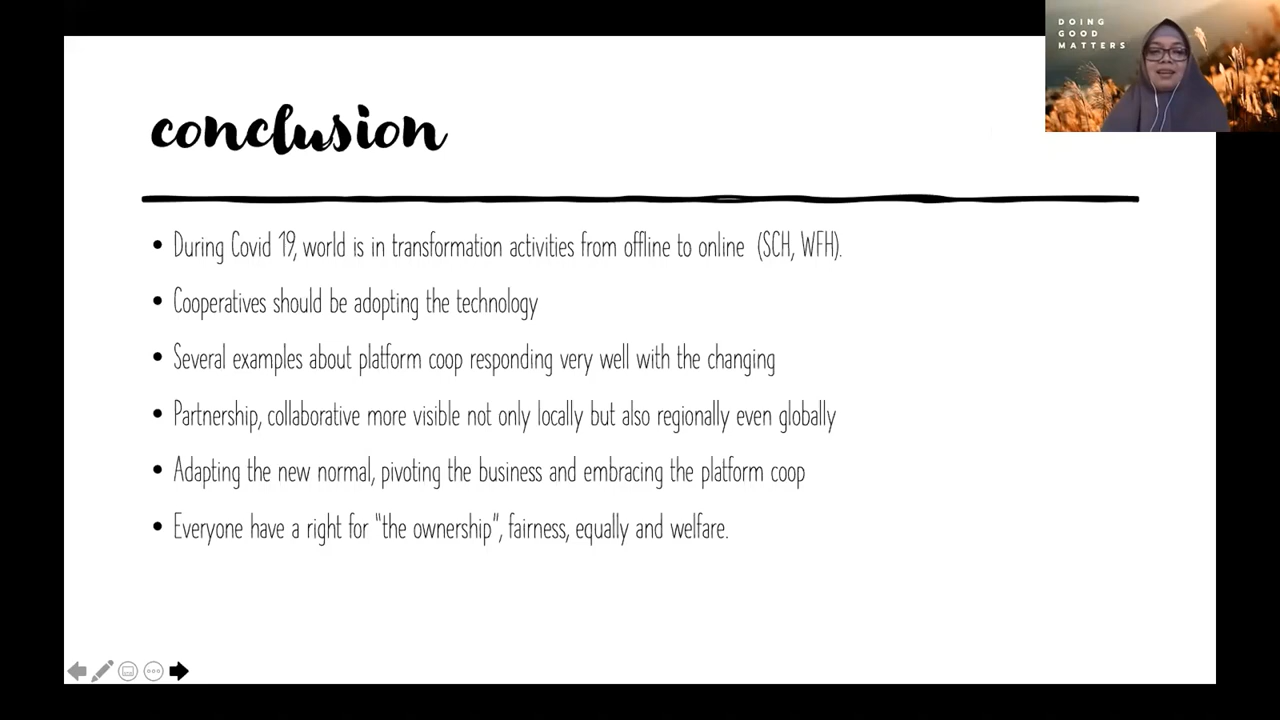 DOING
GOOD
MATTERS
conclusion
• During Covid 19, world is in transformation activities from offline to online (SCH, WFH).
• Cooperatives should be adopting the technology
• Several examples about platform coop responding very well with the changing
• Partnership, collaborative more visible not only locally but also regionally even globally
• Adapting the new normal, pivoting the business and embracing the platform coop
• Everyone have a right for "the ownership", fairness, equally and welfare.